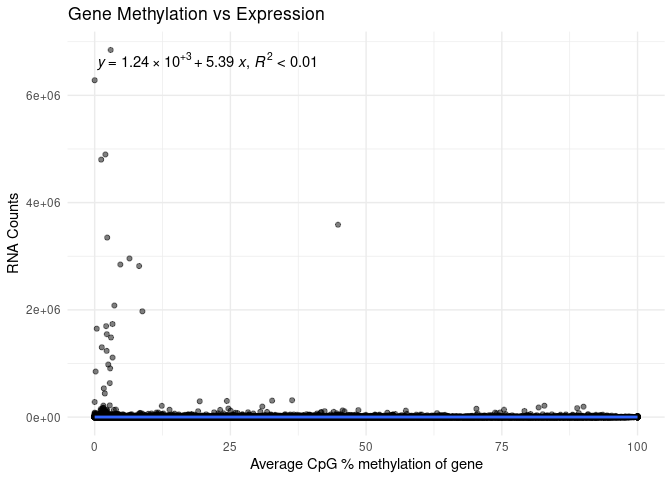 Gene Methylation vs Expression
y = 1.24 × 10⁺³ + 5.39 x, R² < 0.01
6e+06
4e+06
2e+06
0e+00
RNA Counts
0 25 50 75 100
Average CpG % methylation of gene